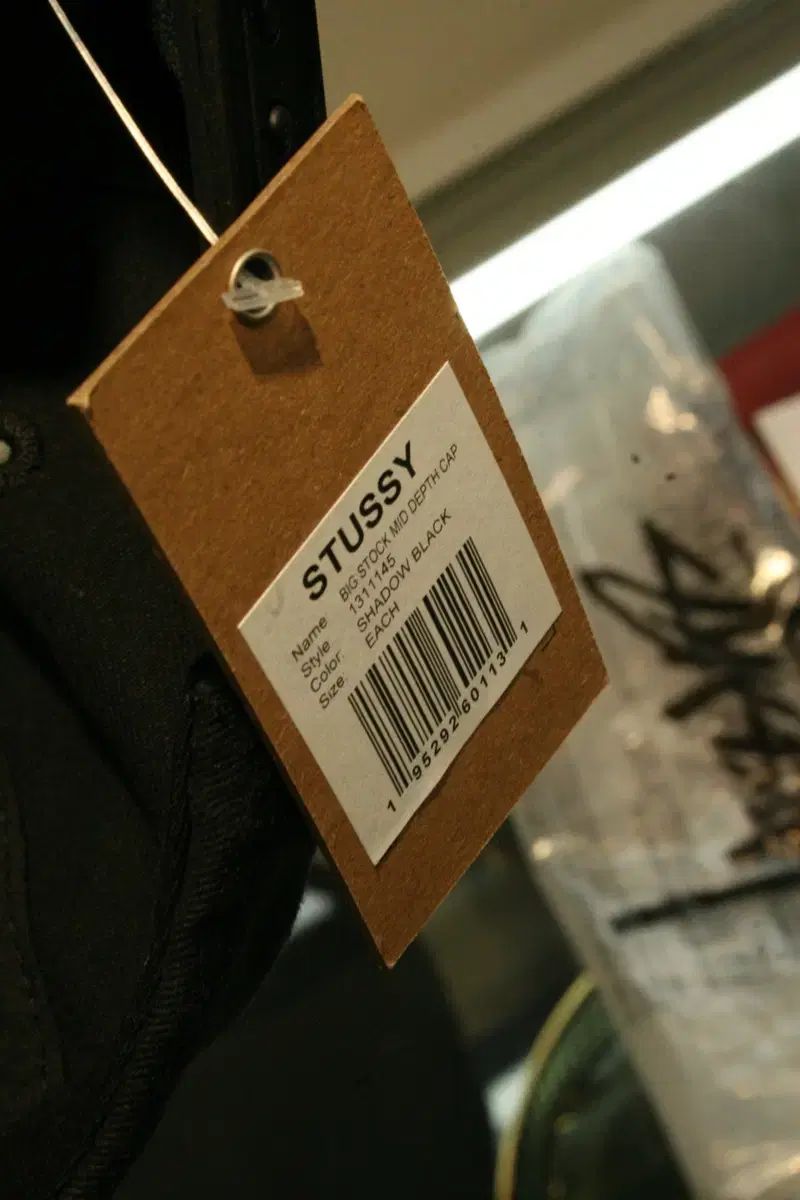 STUSSY
Name BIG STOCK MID DEPTH CAP
Style 1311145
Color: SHADOW BLACK
Size: EACH
1 95292 60113 1